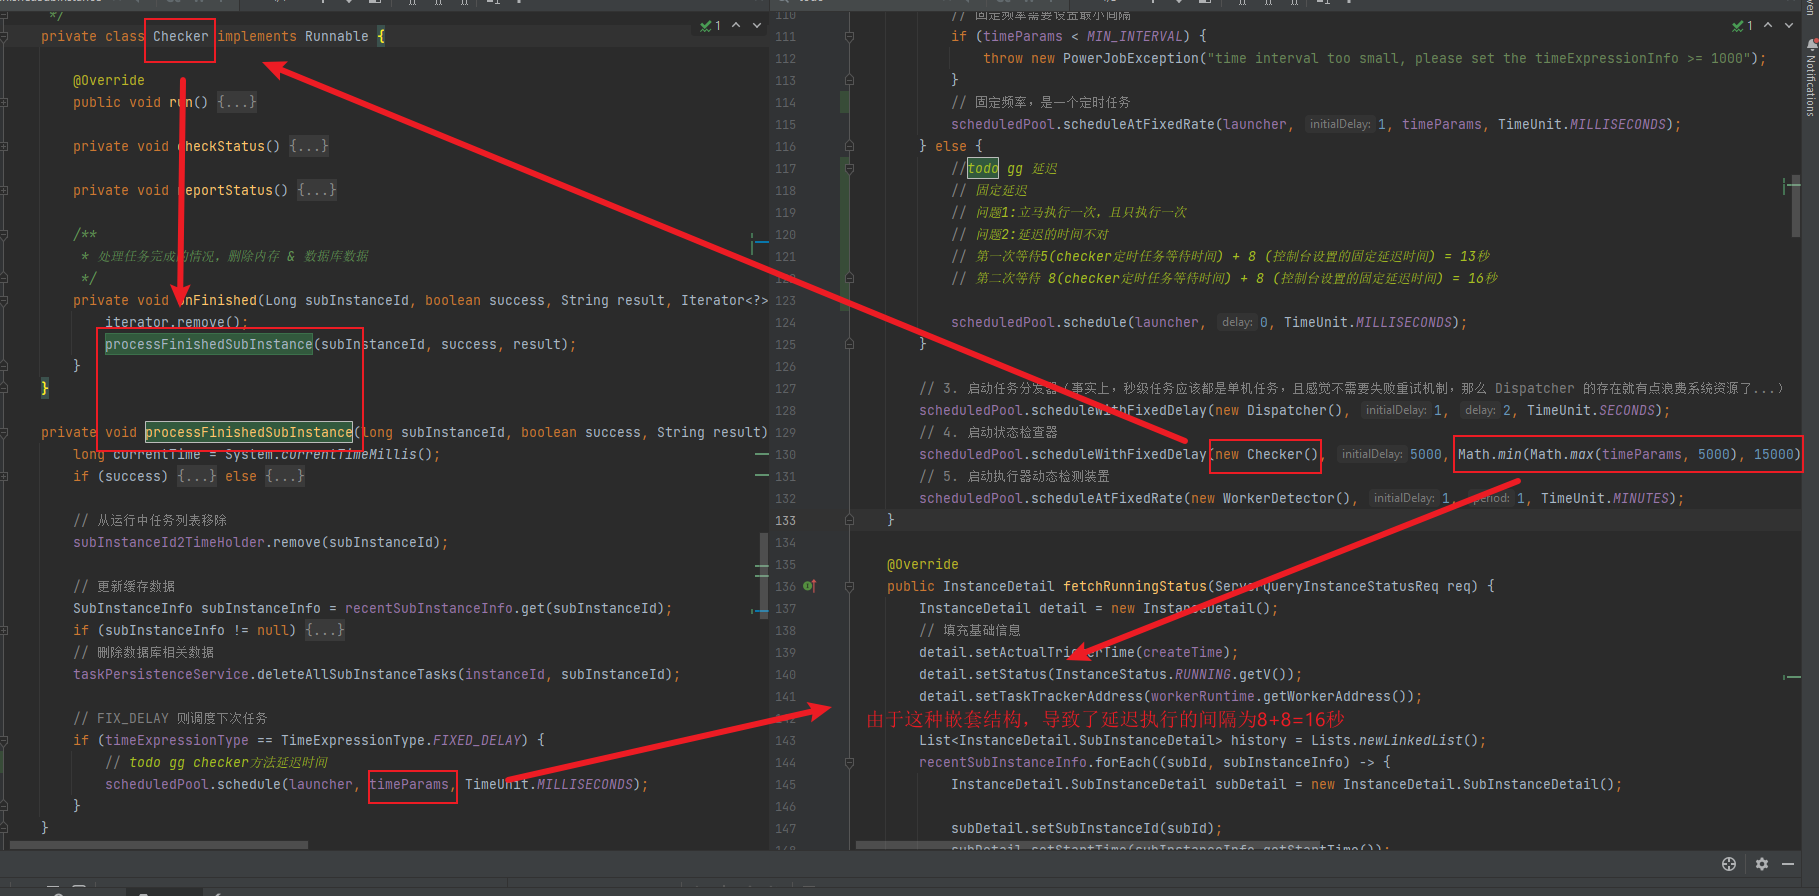 */
private class Checker implements Runnable {
@Override
public void run() {...}
private void checkStatus() {...}
private void reportStatus() {...}
/**
* 处理任务完成的情况，删除内存 & 数据库数据
*/
private void onFinished(Long subInstanceId, boolean success, String result, Iterator<?>
iterator.remove();
processFinishedSubInstance(subInstanceId, success, result);
}
}
private void processFinishedSubInstance(long subInstanceId, boolean success, String result)
long currentTime = System.currentTimeMillis();
if (success) {...} else {...}
// 从运行中任务列表移除
subInstanceId2TimeHolder.remove(subInstanceId);
// 更新缓存数据
SubInstanceInfo subInstanceInfo = recentSubInstanceInfo.get(subInstanceId);
if (subInstanceInfo != null) {...}
// 删除数据库相关数据
taskPersistenceService.deleteAllSubInstanceTasks(instanceId, subInstanceId);
// FIX_DELAY 则调度下次任务
if (timeExpressionType == TimeExpressionType.FIXED_DELAY) {
// todo gg checker方法延迟时间
scheduledPool.schedule(launcher, timeParams, TimeUnit.MILLISECONDS);
}
}
1
110 // 固定频率需要设置最小间隔
111 if (timeParams < MIN_INTERVAL) {
112 throw new PowerJobException("time interval too small, please set the timeExpressionInfo >= 1000");
113 }
114 // 固定频率，是一个定时任务
115 scheduledPool.scheduleAtFixedRate(launcher, initialDelay: 1, timeParams, TimeUnit.MILLISECONDS);
116 } else {
117 //todo gg 延迟
118 // 固定延迟
119 // 问题1:立马执行一次，且只执行一次
120 // 问题2:延迟的时间不对
121 // 第一次等待5(checker定时任务等待时间) + 8 (控制台设置的固定延迟时间) = 13秒
// 第二次等待 8(checker定时任务等待时间) + 8 (控制台设置的固定延迟时间) = 16秒
123
124 scheduledPool.schedule(launcher, delay: 0, TimeUnit.MILLISECONDS);
125 }
126
127 // 3. 启动任务分发器（事实上，秒级任务应该都是单机任务，且感觉不需要失败重试机制，那么 Dispatcher 的存在就有点浪费系统资源了...）
128 scheduledPool.scheduleWithFixedDelay(new Dispatcher(), initialDelay: 1, delay: 2, TimeUnit.SECONDS);
129 // 4. 启动状态检查器
130 scheduledPool.scheduleWithFixedDelay(new Checker(), initialDelay: 5000, Math.min(Math.max(timeParams, 5000), 15000)
131 // 5. 启动执行器动态检测装置
132 scheduledPool.scheduleAtFixedRate(new WorkerDetector(), initialDelay: 1, period: 1, TimeUnit.MINUTES);
133 }
134
135 @Override
136 public InstanceDetail fetchRunningStatus(ServerQueryInstanceStatusReq req) {
137 InstanceDetail detail = new InstanceDetail();
138 // 填充基础信息
139 detail.setActualTriggerTime(createTime);
140 detail.setStatus(InstanceStatus.RUNNING.getV());
141 detail.setTaskTrackerAddress(workerRuntime.getWorkerAddress());
由于这种嵌套结构，导致了延迟执行的间隔为8+8=16秒
143 List<InstanceDetail.SubInstanceDetail> history = Lists.newLinkedList();
144 recentSubInstanceInfo.forEach((subId, subInstanceInfo) -> {
145 InstanceDetail.SubInstanceDetail subDetail = new InstanceDetail.SubInstanceDetail();
146
147 subDetail.setSubInstanceId(subId);
subDetail.setStartTime(subInstanceInfo.getStartTime());
1
Notifications